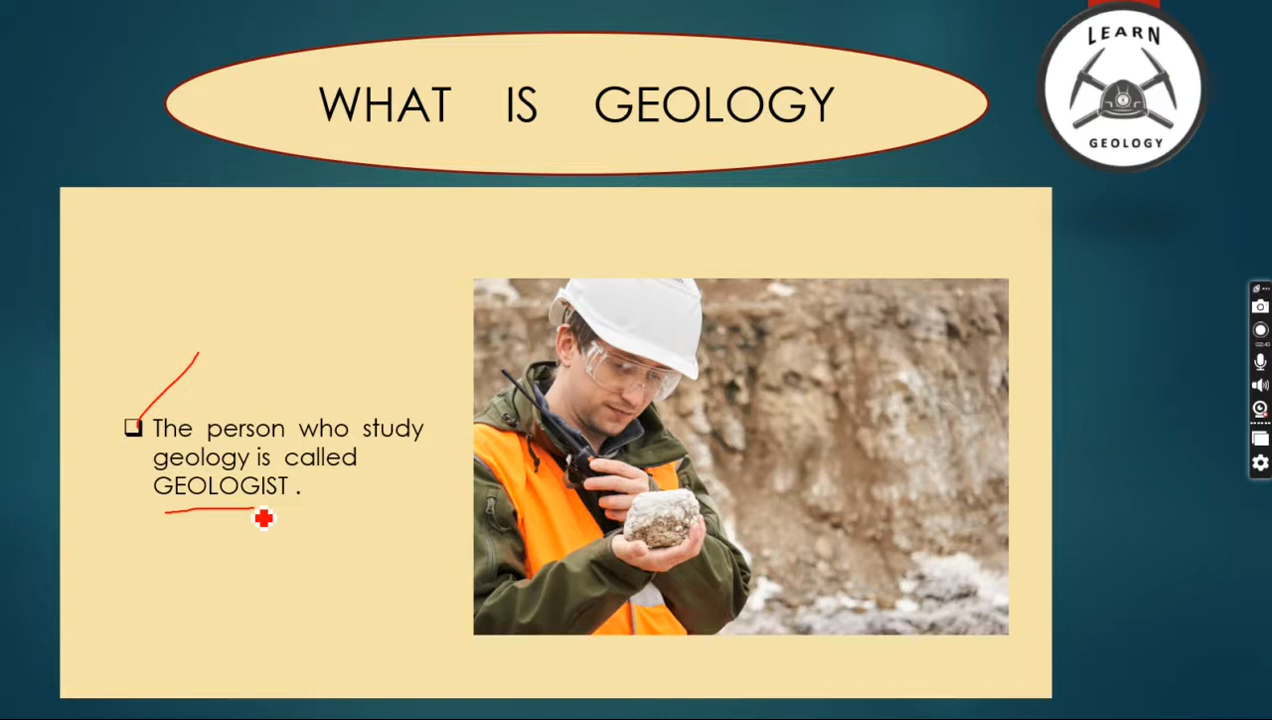 LEARN
WHAT IS GEOLOGY
GEOLOGY
The person who study
geology is called
GEOLOGIST .